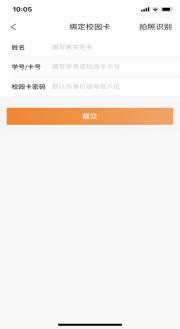 10:05
绑定校园卡 拍照识别
姓名 填写真实姓名
学号/卡号 填写学号或校园卡卡号
校园卡密码 默认为身份证号后六位
提交